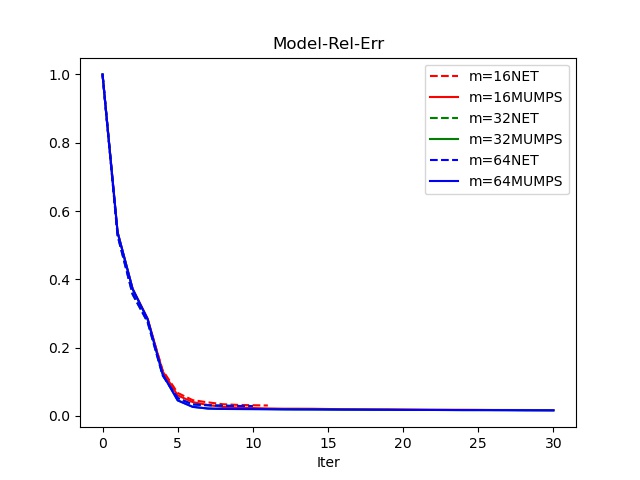 Model-Rel-Err
m=16NET
m=16MUMPS
m=32NET
m=32MUMPS
m=64NET
m=64MUMPS
1.0
0.8
0.6
0.4
0.2
0.0
0 5 10 15 20 25 30
Iter